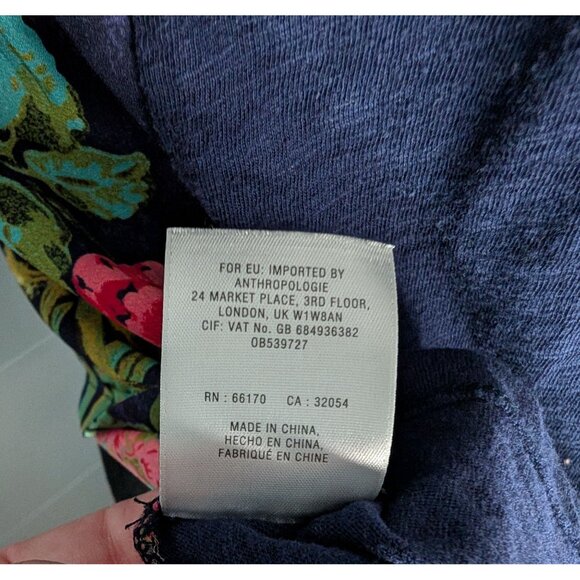 FOR EU: IMPORTED BY
ANTHROPOLOGIE
24 MARKET PLACE, 3RD FLOOR,
LONDON, UK W1W8AN
CIF: VAT No. GB 684936382
OB539727
RN : 66170 CA : 32054
MADE IN CHINA,
HECHO EN CHINA,
FABRIQUÉ EN CHINE